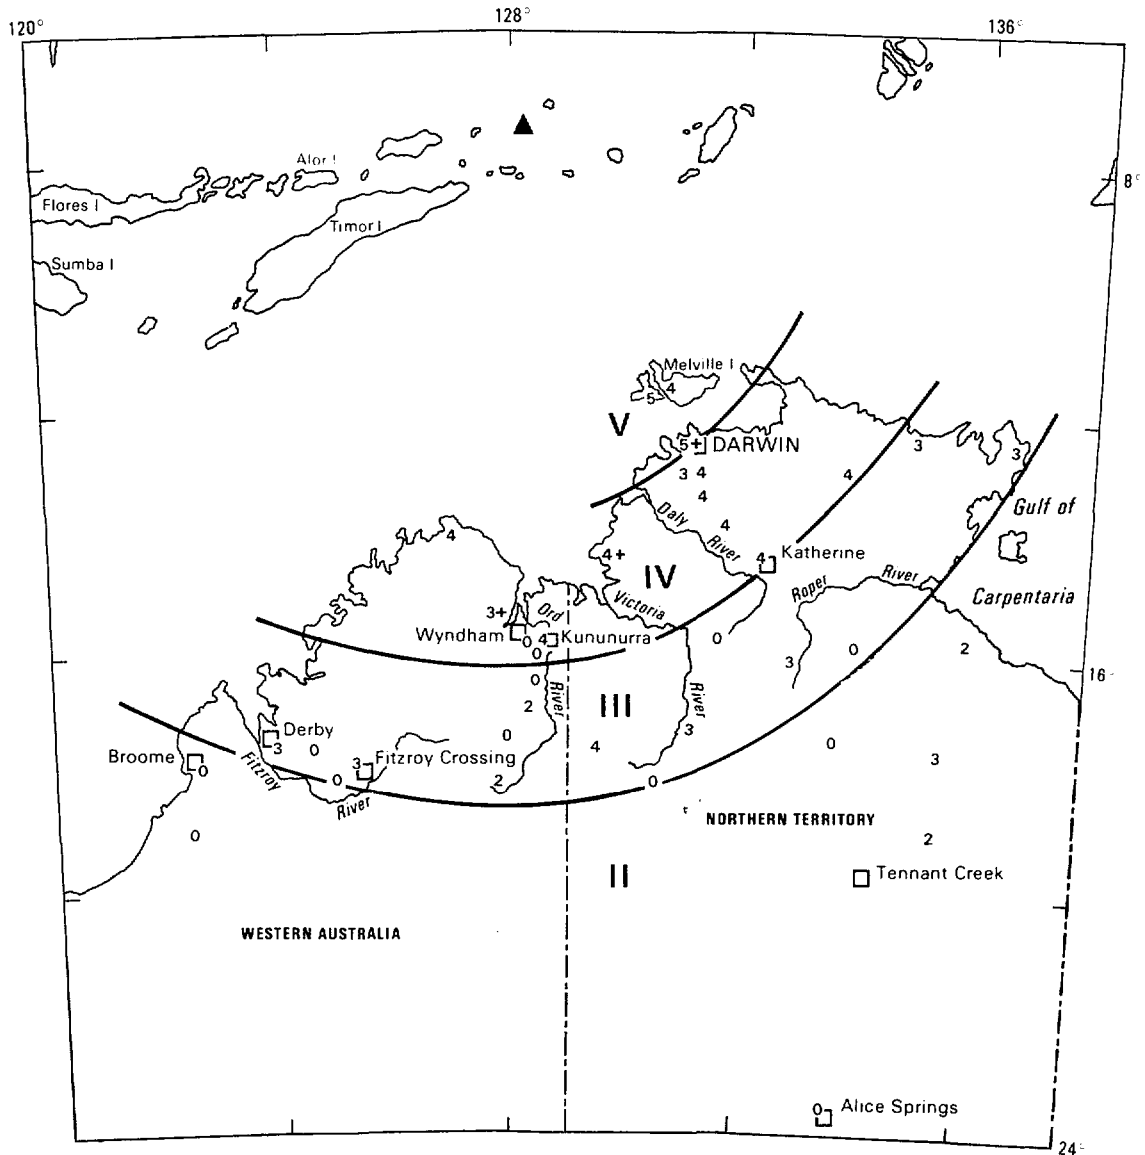 120° 128° 136°
Alor I
8°
Flores I
Timor I
Sumba I
Melville I
4
5
V
5+ DARWIN
3
3 4
4
3
4
Gulf of
Daly
4
4
River
4+
4 Katherine
IV
Roper River
Carpentaria
3+
Ord
Victoria
Wyndham 0 4 Kununurra
0
0
0
2
3
16°
0
River
River
2
III
3
Derby
3
0
0
4
0
3
Broome 0
Fitzroy
3 Fitzroy Crossing
0
2
0
River
NORTHERN TERRITORY
0
2
II
Tennant Creek
WESTERN AUSTRALIA
0 Alice Springs
24°